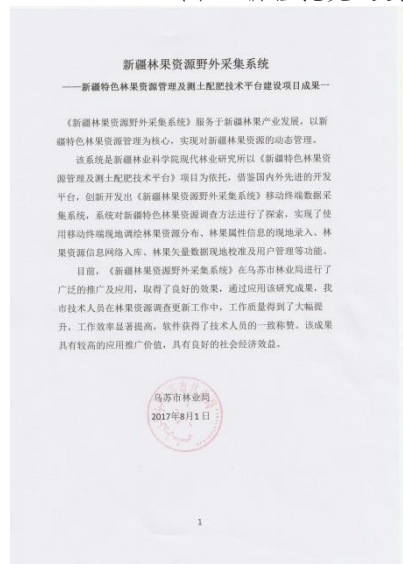 新疆林果资源野外采集系统
——新疆特色林果资源管理及测土配肥技术平台建设项目成果一
《新疆林果资源野外采集系统》服务于新疆林果产业发展，以新
疆特色林果资源管理为核心，实现对新疆林果资源的动态管理。
该系统是新疆林业科学院现代林业研究所以《新疆特色林果资
源管理及测土配肥技术平台》项目为依托，借鉴国内外先进的开发
平台，创新开发出《新疆林果资源野外采集系统》移动终端数据采
集系统，系统对新疆特色林果资源调查方法进行了探索，实现了使
用移动终端现地调绘林果资源分布、林果属性信息的现地录入、林
果资源信息网络入库、林果矢量数据现地校准及用户管理等功能。
目前，《新疆林果资源野外采集系统》在乌苏市林业局进行了
广泛的推广及应用，取得了良好的效果，通过应用该研究成果，我
市技术人员在林果资源调查更新工作中，工作质量得到了大幅提
升，工作效率显著提高，软件获得了技术人员的一致称赞。该成果
具有较高的应用推广价值，具有良好的社会经济效益。
乌苏市林业局
2017年8月1日
1